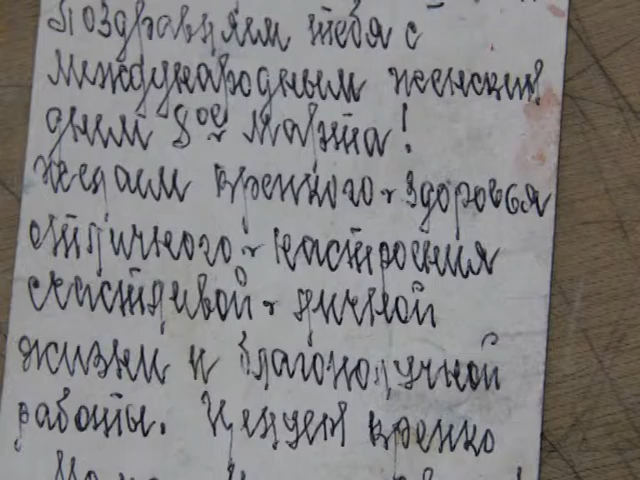 Поздравляем тебя с
международным женским
днем 8ое марта!
желаем крепкого здоровья
отличного настроения
счастливой личной
жизни и благополучной
работы. Целуем крепко